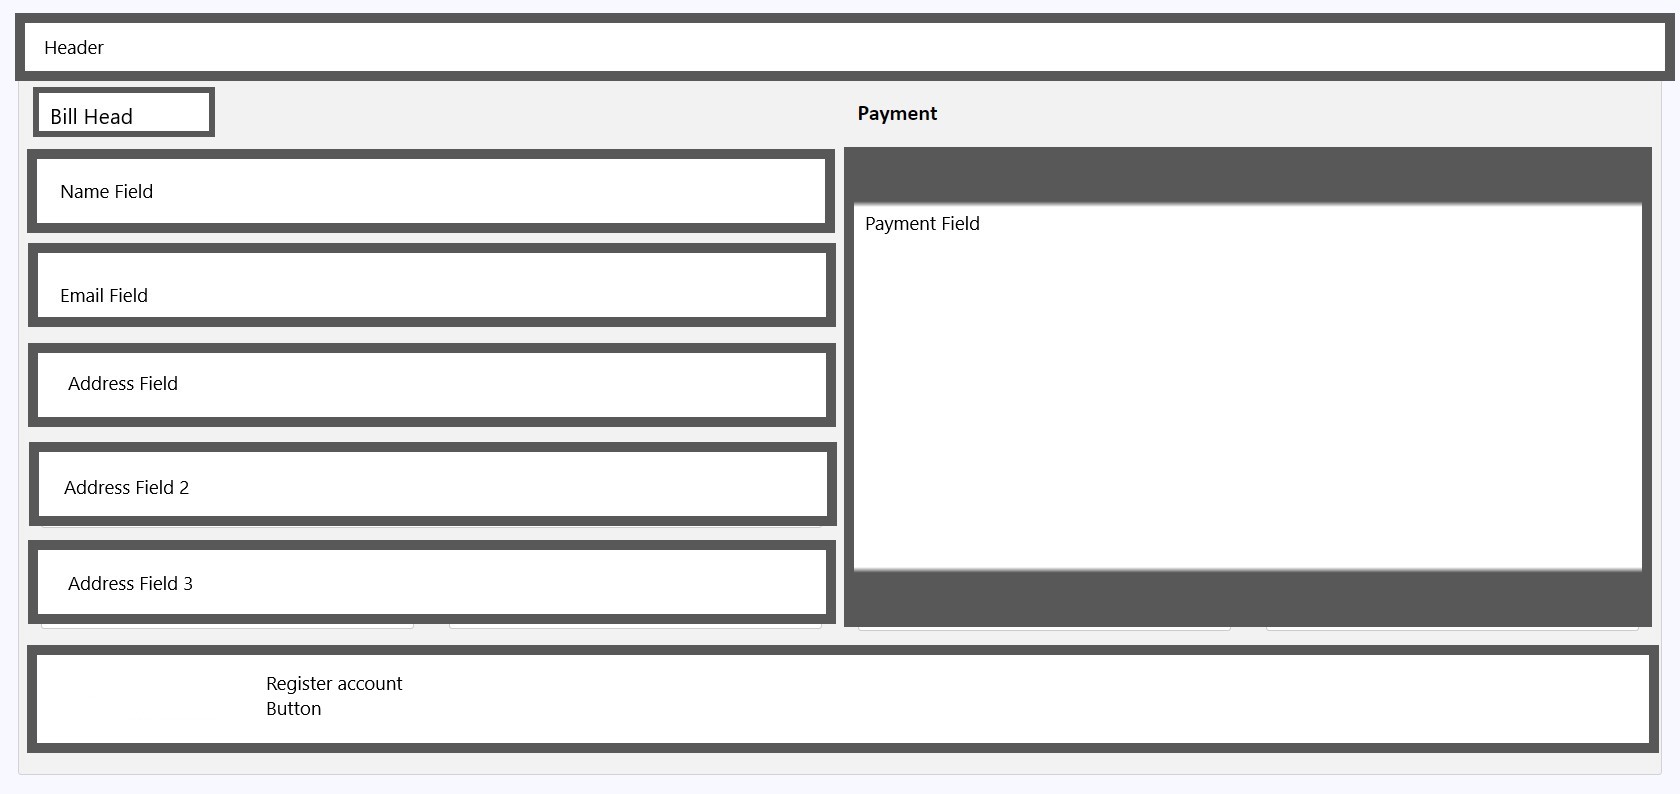 Header
Bill Head
Name Field
Email Field
Address Field
Address Field 2
Address Field 3
Payment
Payment Field
Register account
Button